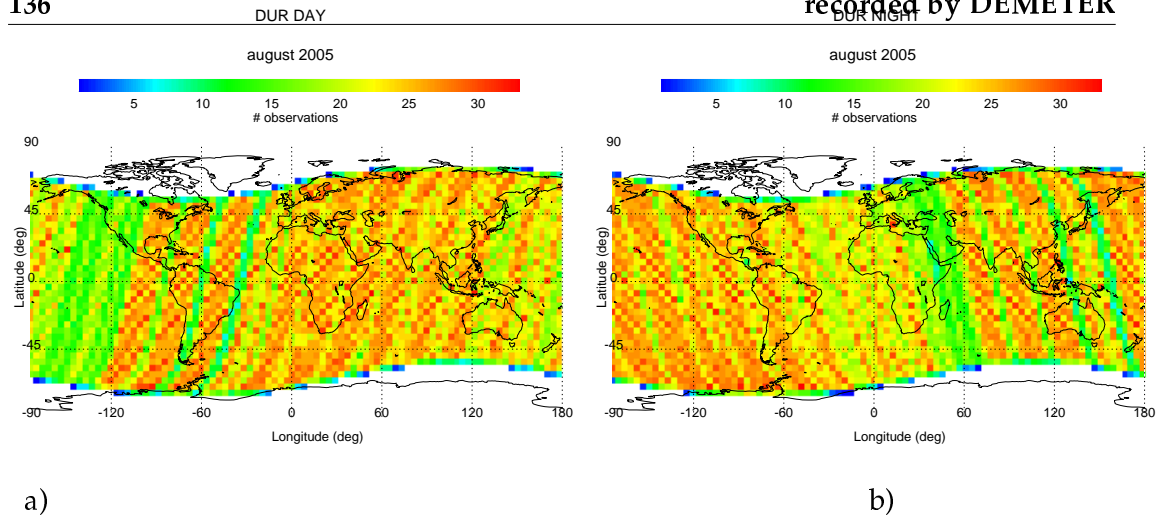 136
recorded by DEMETER
DUR DAY
august 2005
5 10 15 20 25 30
# observations
90
45
0
-45
-90
Latitude (deg)
-120 -60 0 60 120 180
Longitude (deg)
DUR NIGHT
august 2005
5 10 15 20 25 30
# observations
90
45
0
-45
-90
Latitude (deg)
-120 -60 0 60 120 180
Longitude (deg)
a)
b)